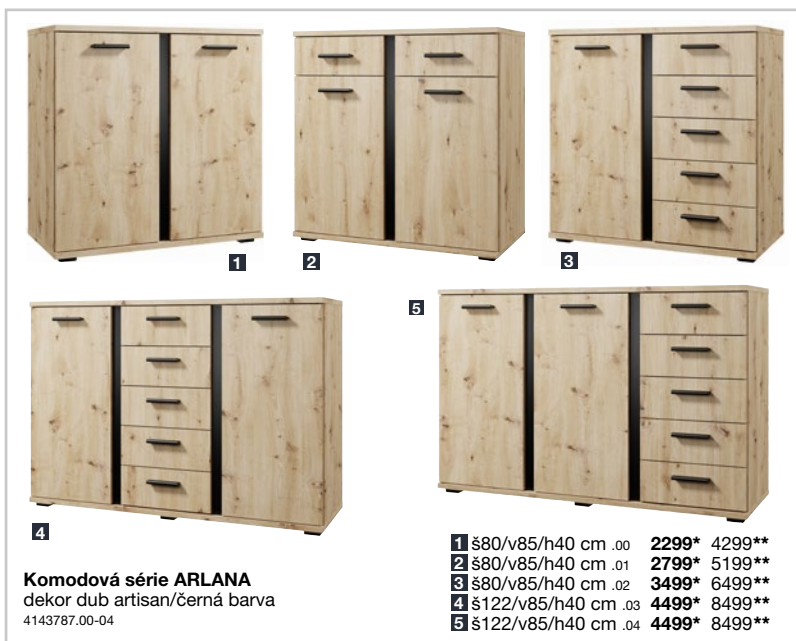 1
2
3
4
5
Komodová série ARLANA
dekor dub artisan/černá barva
4143787.00-04
1 š80/v85/h40 cm .00 2299* 4299**
2 š80/v85/h40 cm .01 2799* 5199**
3 š80/v85/h40 cm .02 3499* 6499**
4 š122/v85/h40 cm .03 4499* 8499**
5 š122/v85/h40 cm .04 4499* 8499**